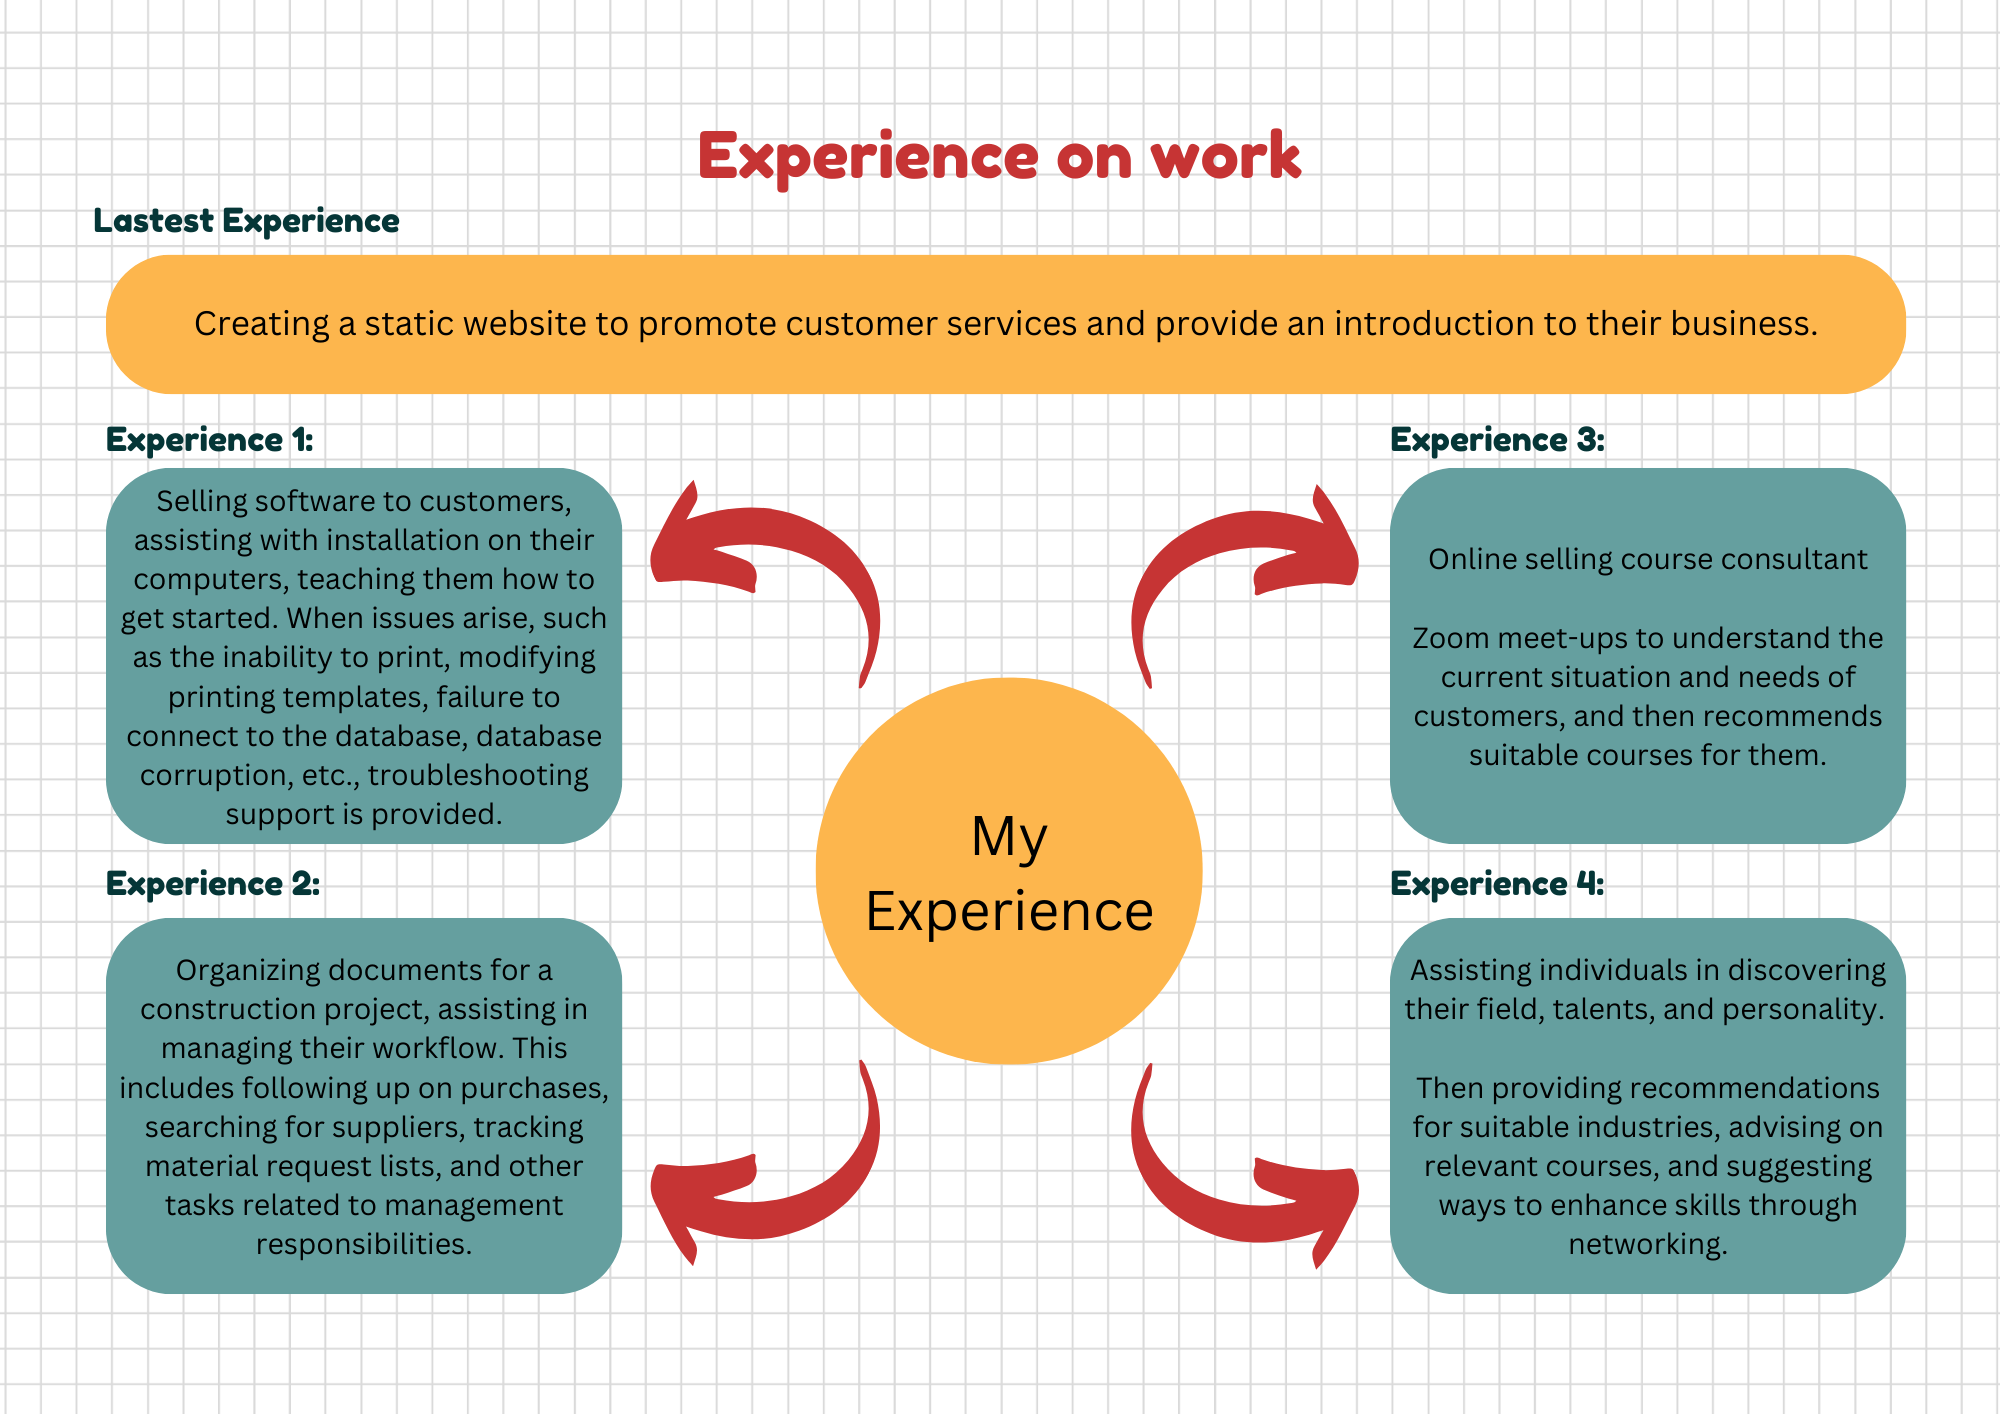 Experience on work
Lastest Experience
Creating a static website to promote customer services and provide an introduction to their business.
Experience 1:
Selling software to customers,
assisting with installation on their
computers, teaching them how to
get started. When issues arise, such
as the inability to print, modifying
printing templates, failure to
connect to the database, database
corruption, etc., troubleshooting
support is provided.
Experience 2:
Organizing documents for a
construction project, assisting in
managing their workflow. This
includes following up on purchases,
searching for suppliers, tracking
material request lists, and other
tasks related to management
responsibilities.
My
Experience
Experience 3:
Online selling course consultant
Zoom meet-ups to understand the
current situation and needs of
customers, and then recommends
suitable courses for them.
Experience 4:
Assisting individuals in discovering
their field, talents, and personality.
Then providing recommendations
for suitable industries, advising on
relevant courses, and suggesting
ways to enhance skills through
networking.